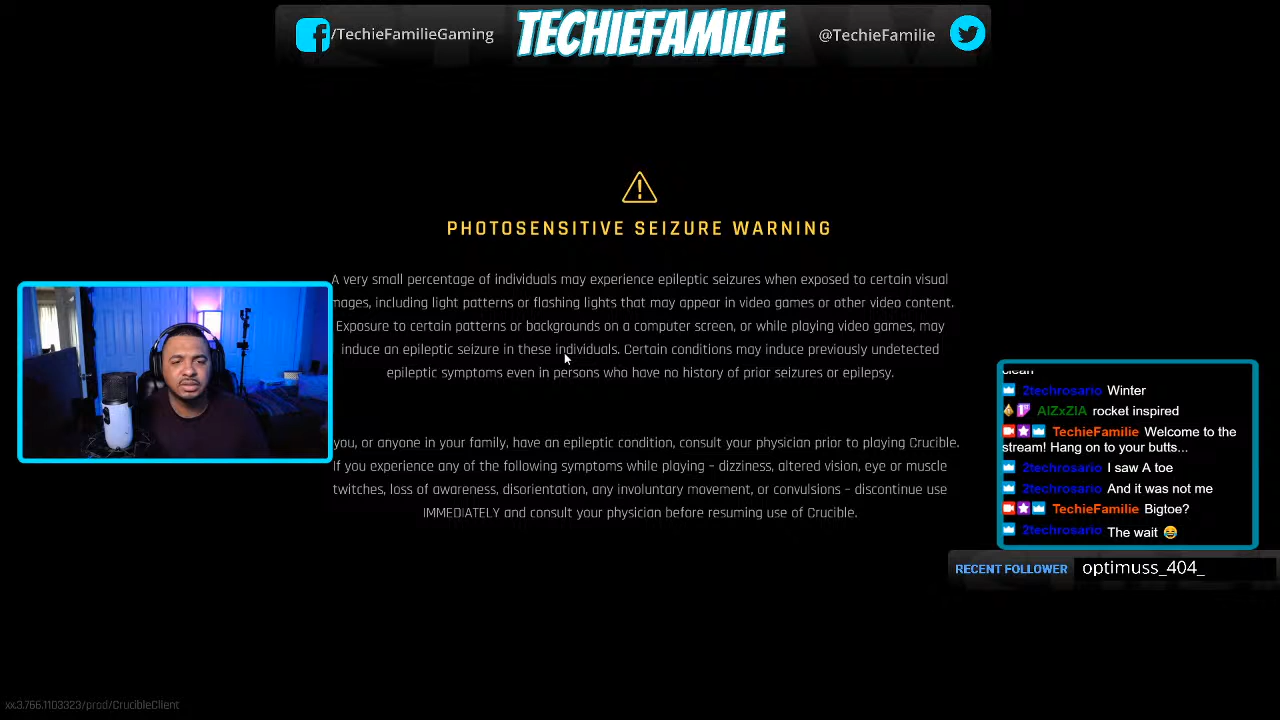 /TechieFamilieGaming
TECHIEFAMILIE
@TechieFamilie
PHOTOSENSITIVE SEIZURE WARNING
A very small percentage of individuals may experience epileptic seizures when exposed to certain visual
mages, including light patterns or flashing lights that may appear in video games or other video content.
Exposure to certain patterns or backgrounds on a computer screen, or while playing video games, may
induce an epileptic seizure in these individuals. Certain conditions may induce previously undetected
epileptic symptoms even in persons who have no history of prior seizures or epilepsy.
you, or anyone in your family, have an epileptic condition, consult your physician prior to playing Crucible.
If you experience any of the following symptoms while playing – dizziness, altered vision, eye or muscle
twitches, loss of awareness, disorientation, any involuntary movement, or convulsions – discontinue use
IMMEDIATELY and consult your physician before resuming use of Crucible.
clean
2techrosario Winter
AIZxZIA rocket inspired
TechieFamilie Welcome to the
stream! Hang on to your butts...
2techrosario I saw A toe
2techrosario And it was not me
TechieFamilie Bigtoe?
2techrosario The wait 😂
RECENT FOLLOWER optimuss_404_
xx.3.766.1103323/prod/CrucibleClient